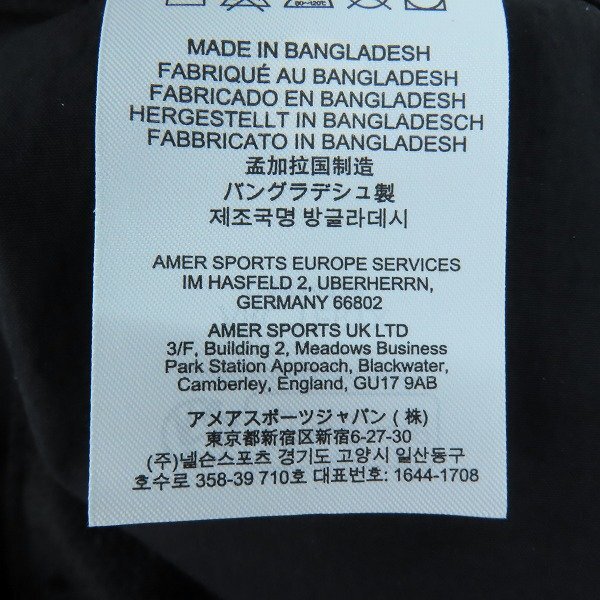 80~120℃
MADE IN BANGLADESH
FABRIQUÉ AU BANGLADESH
FABRICADO EN BANGLADESH
HERGESTELLT IN BANGLADESCH
FABBRICATO IN BANGLADESH
孟加拉国制造
バングラデシュ製
제조국명 방글라데시
AMER SPORTS EUROPE SERVICES
IM HASFELD 2, UBERHERRN,
GERMANY 66802
AMER SPORTS UK LTD
3/F, Building 2, Meadows Business
Park Station Approach, Blackwater,
Camberley, England, GU17 9AB
アメアスポーツジャパン ( 株)
東京都新宿区新宿6-27-30
(주)넬슨스포츠 경기도 고양시 일산동구
호수로 358-39 710호 대표번호: 1644-1708